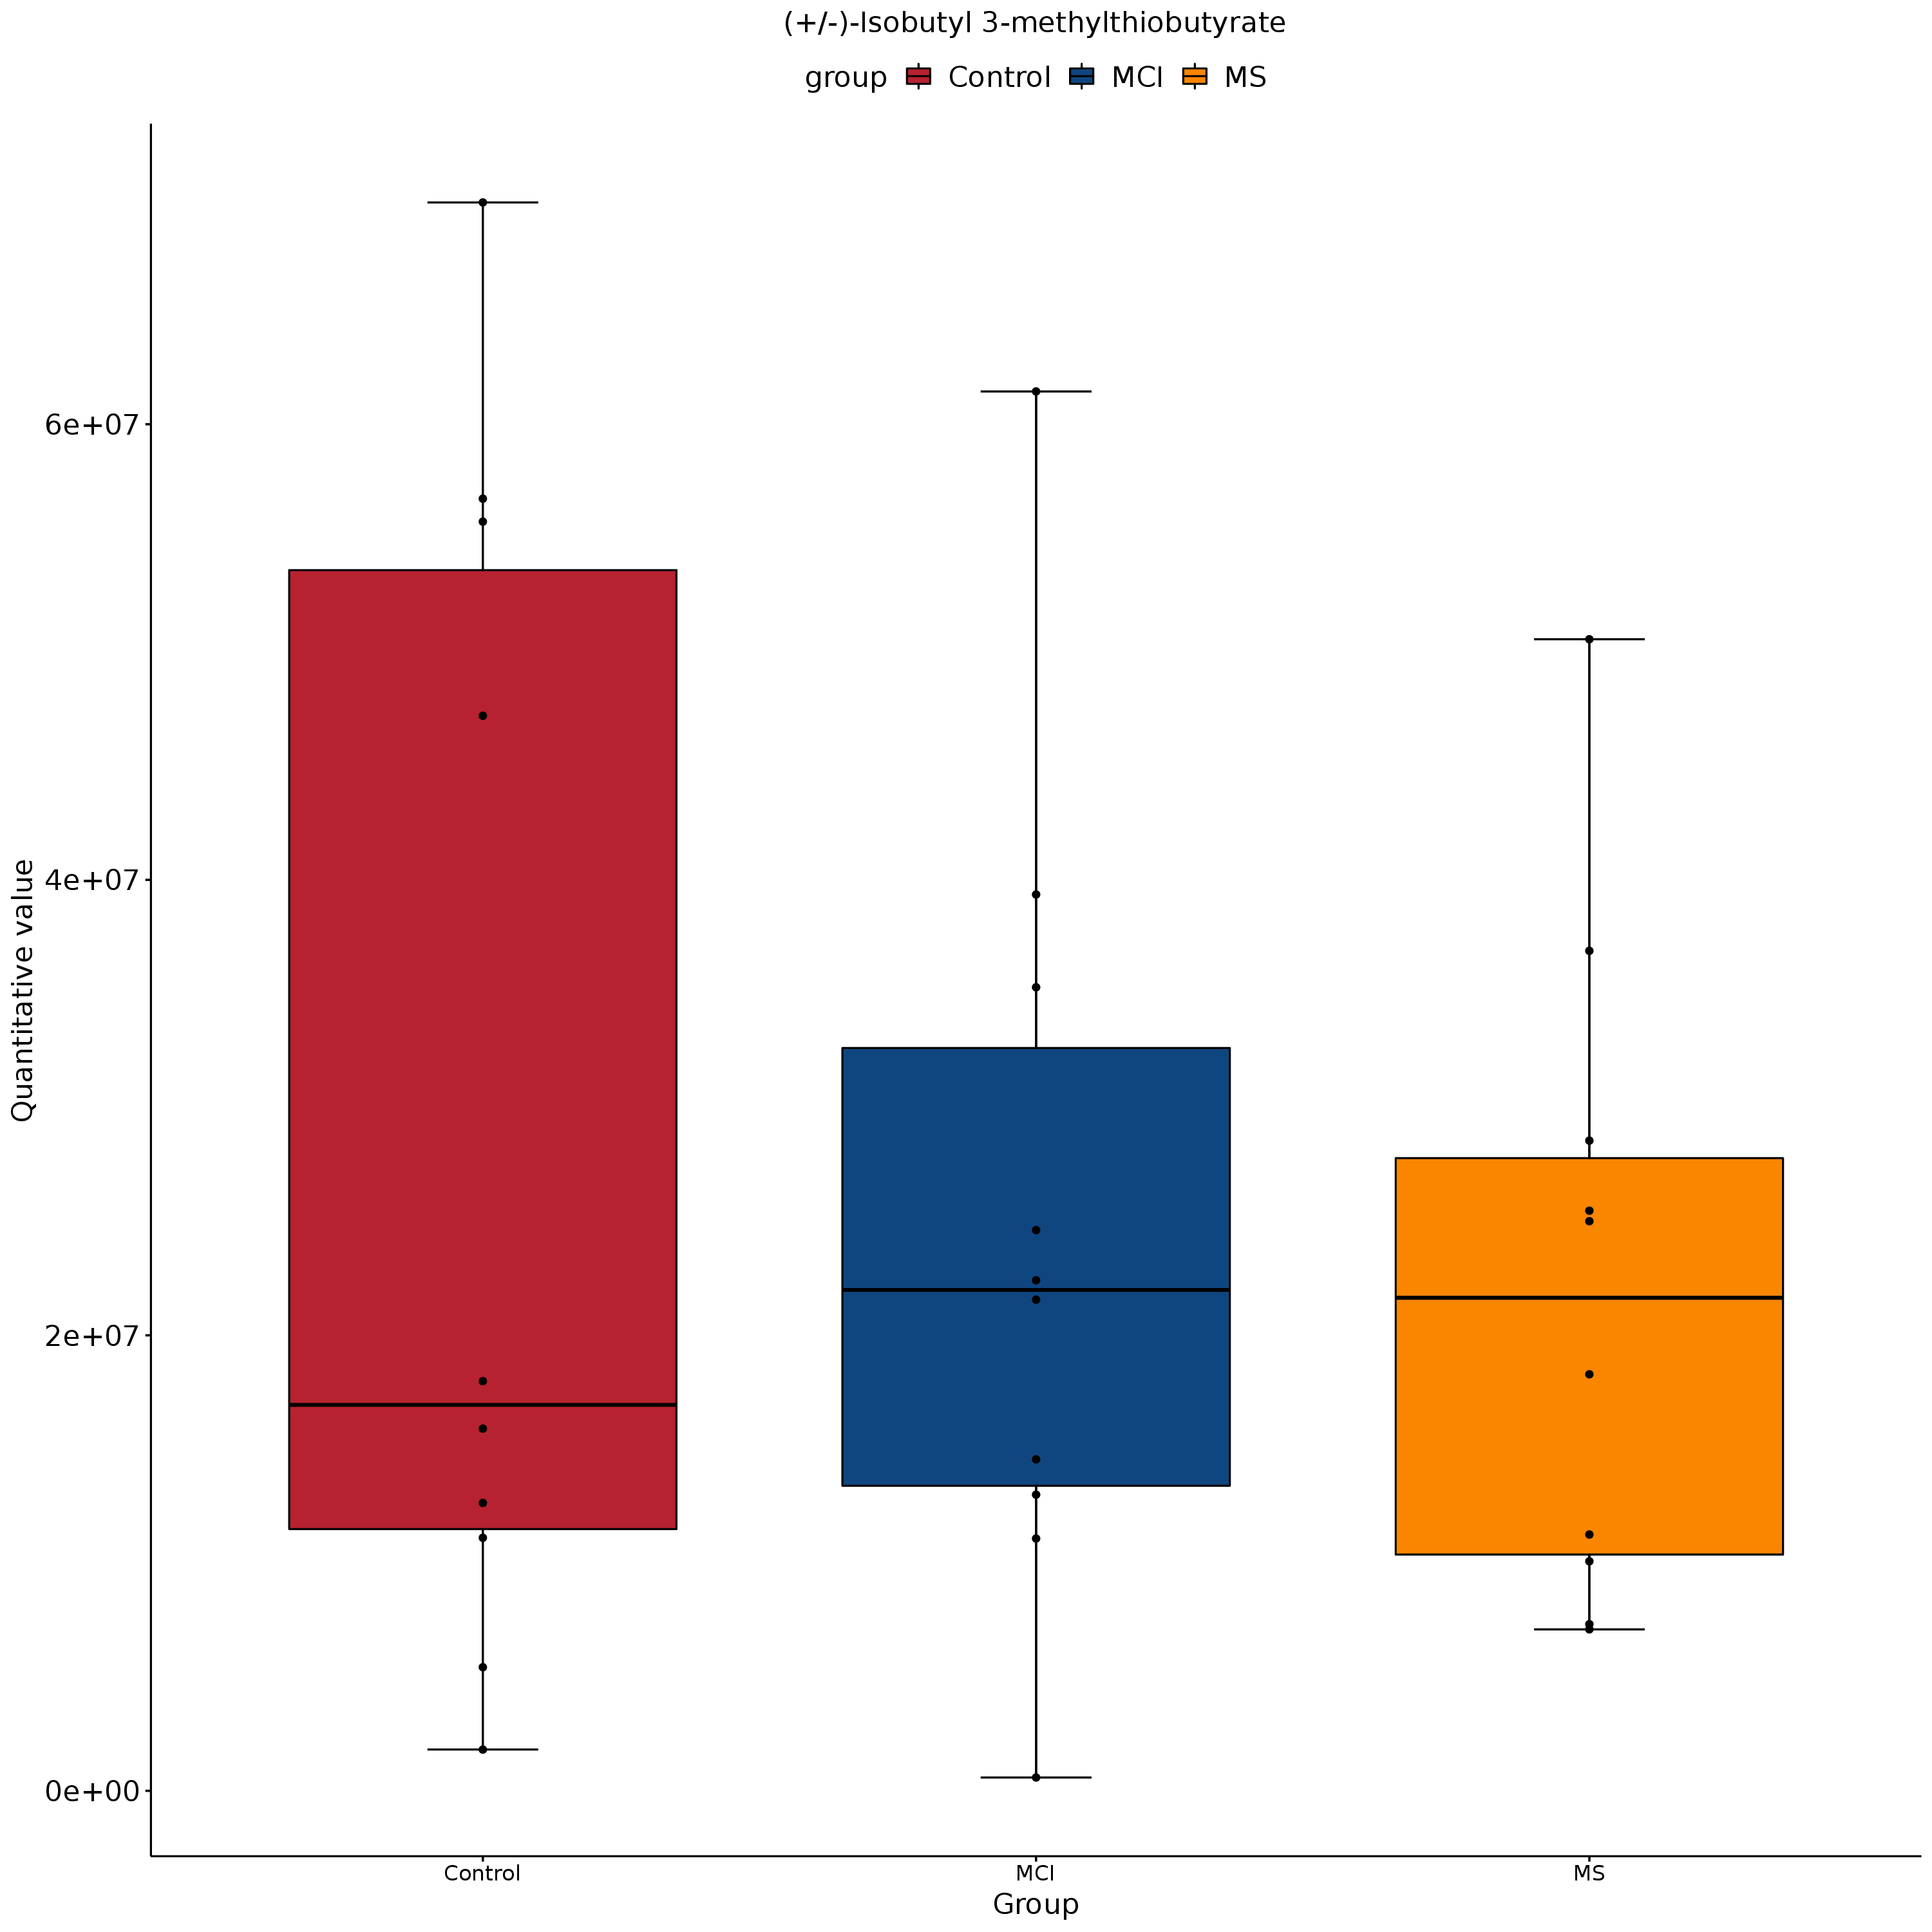 (+/-)-Isobutyl 3-methylthiobutyrate
group Control MCI MS
Quantitative value
6e+07
4e+07
2e+07
0e+00
Control MCI MS
Group